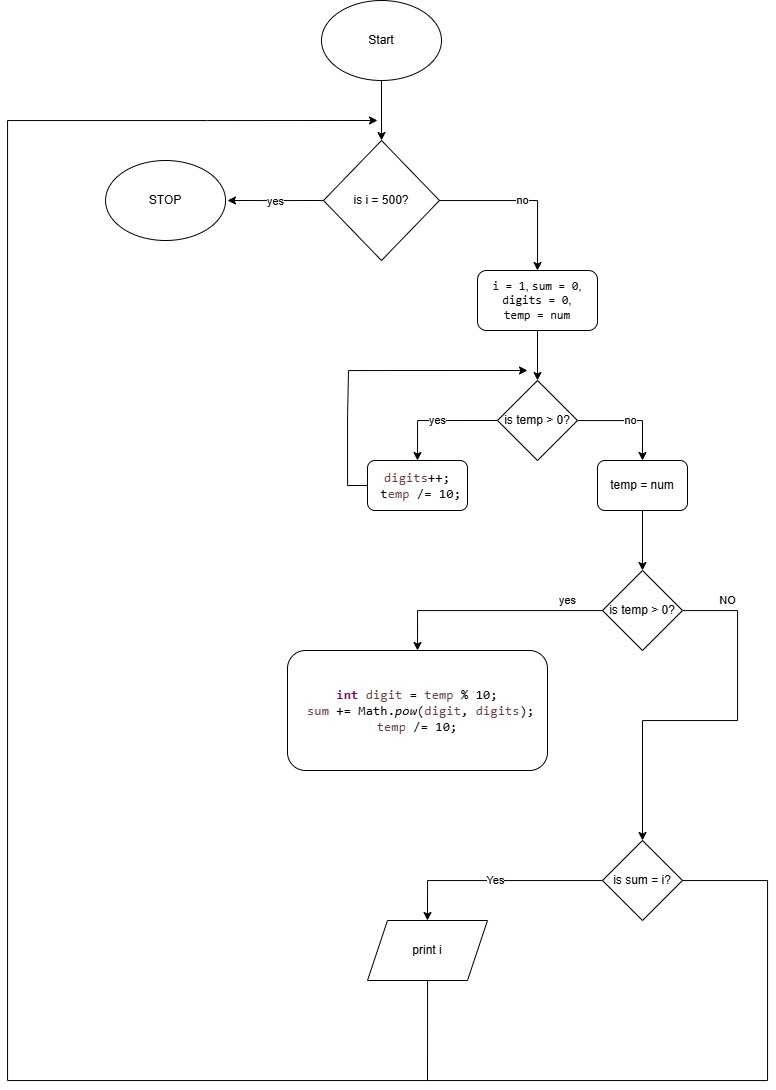 Start
is i = 500?
yes
STOP
no
i = 1, sum = 0,
digits = 0,
temp = num
is temp > 0?
yes
no
digits++;
temp /= 10;
temp = num
is temp > 0?
yes
NO
int digit = temp % 10;
sum += Math.pow(digit, digits);
temp /= 10;
is sum = i?
Yes
print i